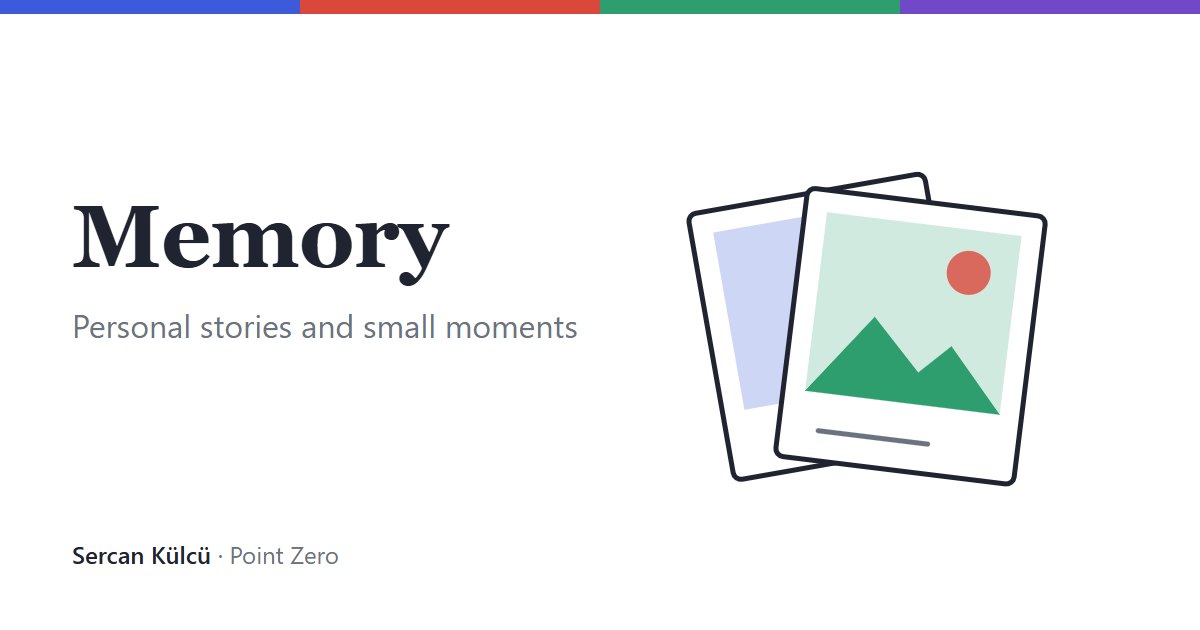 Memory
Personal stories and small moments
Sercan Külcü · Point Zero